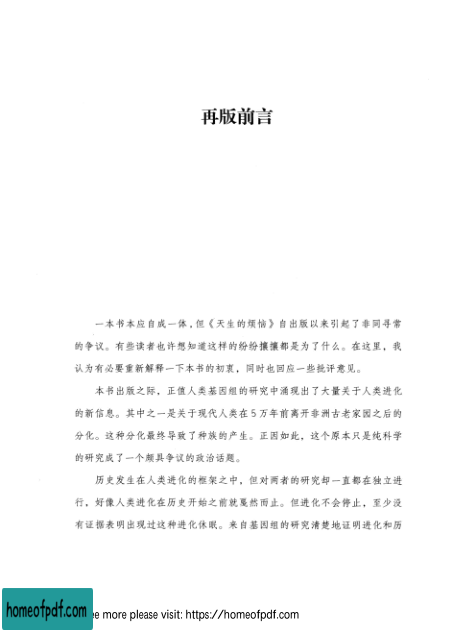 再版前言
一本书本应自成一体，但《天生的烦恼》自出版以来引起了非同寻常
的争议。有些读者也许想知道这样的纷纷攘攘都是为了什么。在这里，我
认为有必要重新解释一下本书的初衷，同时也回应一些批评意见。
本书出版之际，正值人类基因组的研究中涌现出了大量关于人类进化
的新信息。其中之一是关于现代人类在5万年前离开非洲古老家园之后的
分化。这种分化最终导致了种族的产生。正因如此，这个原本只是纯科学
的研究成了一个颇具争议的政治话题。
历史发生在人类进化的框架之中，但对两者的研究却一直都在独立进
行，好像人类进化在历史开始之前就戛然而止。但进化不会停止，至少没
有证据表明出现过这种进化休眠。来自基因组的研究清楚地证明进化和历
homeofpdf.com
ee more please visit: https://homeofpdf.com